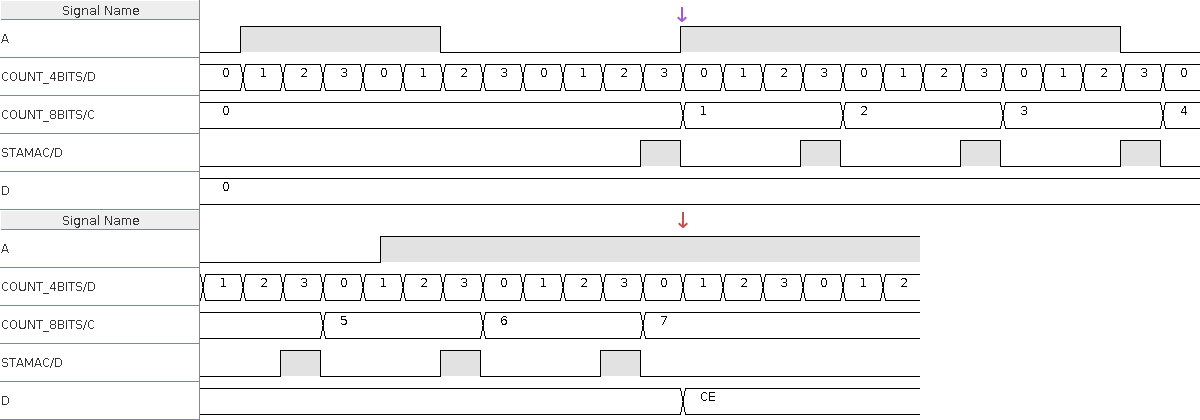 Signal Name
A
COUNT_4BITS/D 0 1 2 3 0 1 2 3 0 1 2 3 0 1 2 3 0 1 2 3 0 1 2 3 0
COUNT_8BITS/C 0 1 2 3 4
STAMAC/D
D 0
Signal Name
A
COUNT_4BITS/D 1 2 3 0 1 2 3 0 1 2 3 0 1 2 3 0 1 2
COUNT_8BITS/C 5 6 7
STAMAC/D
D CE